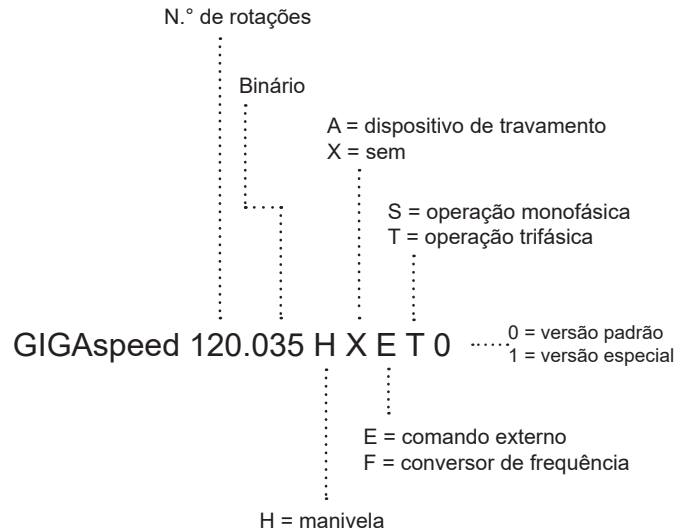 N.° de rotações
Binário
A = dispositivo de travamento
X = sem
S = operação monofásica
T = operação trifásica
GIGAspeed 120.035 H X E T 0
0 = versão padrão
1 = versão especial
E = comando externo
F = conversor de frequência
H = manivela